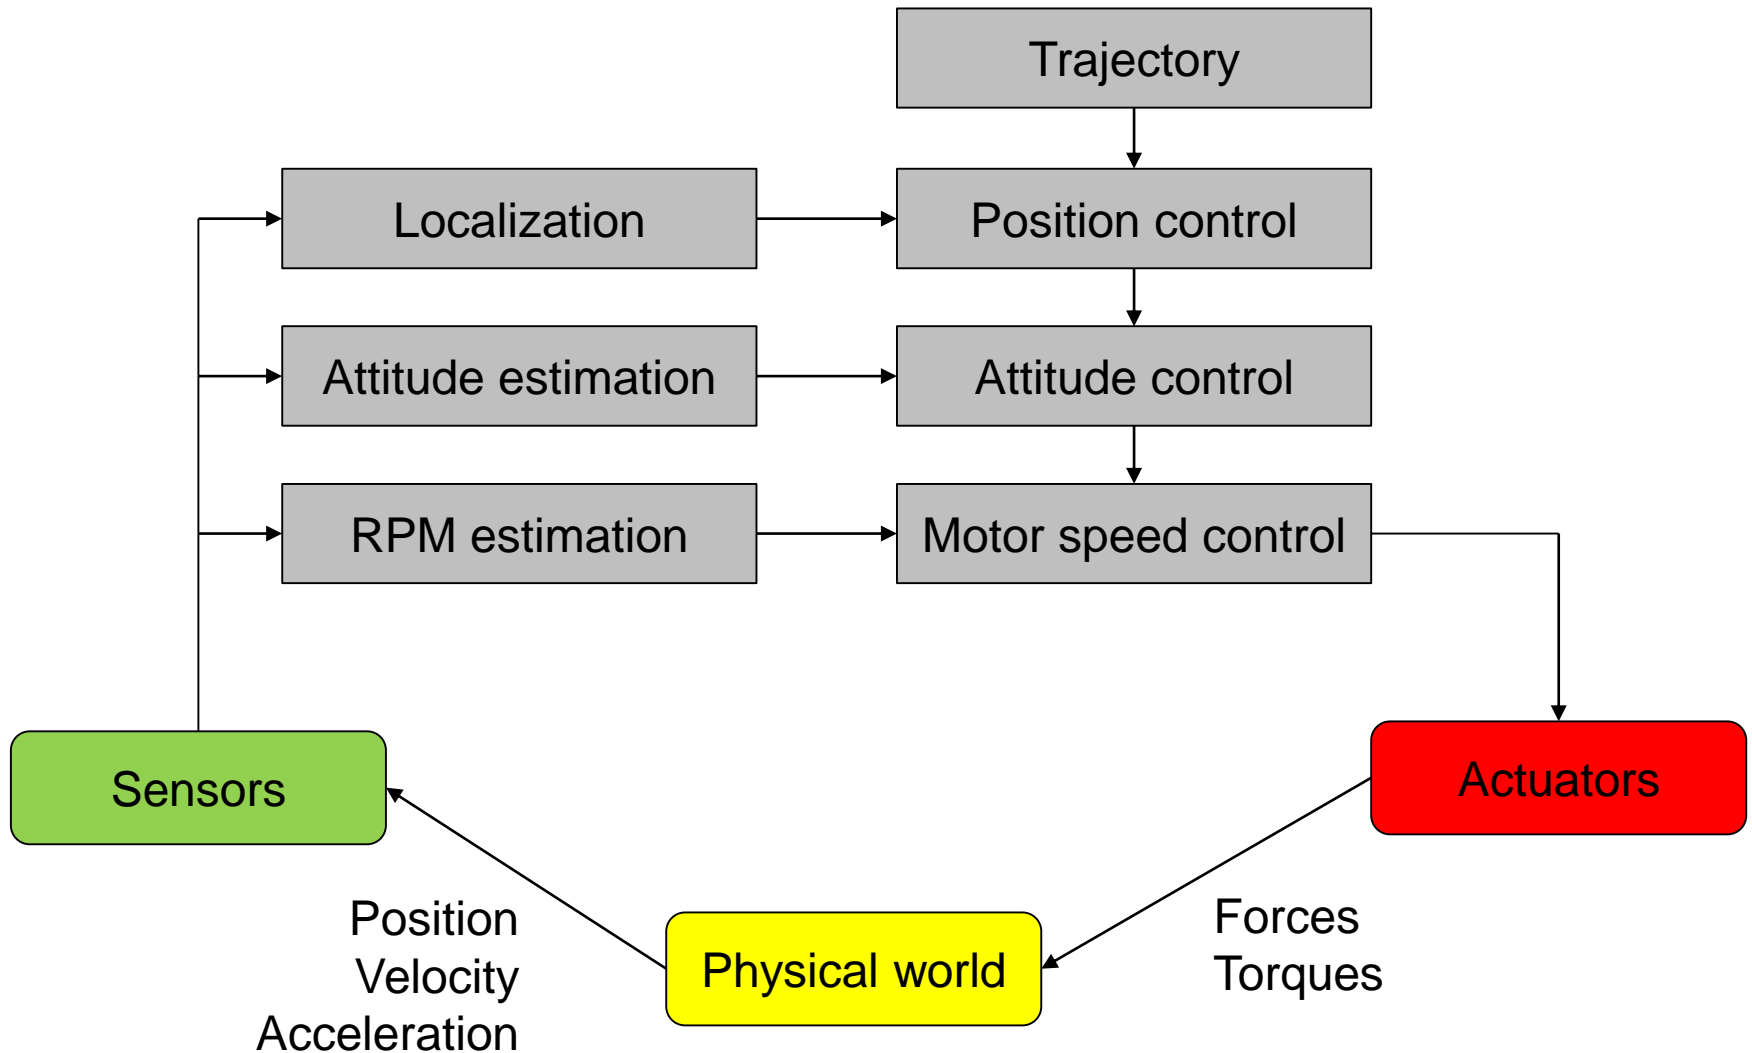 Trajectory
Localization
Position control
Attitude estimation
Attitude control
RPM estimation
Motor speed control
Sensors
Actuators
Position
Velocity
Acceleration
Physical world
Forces
Torques